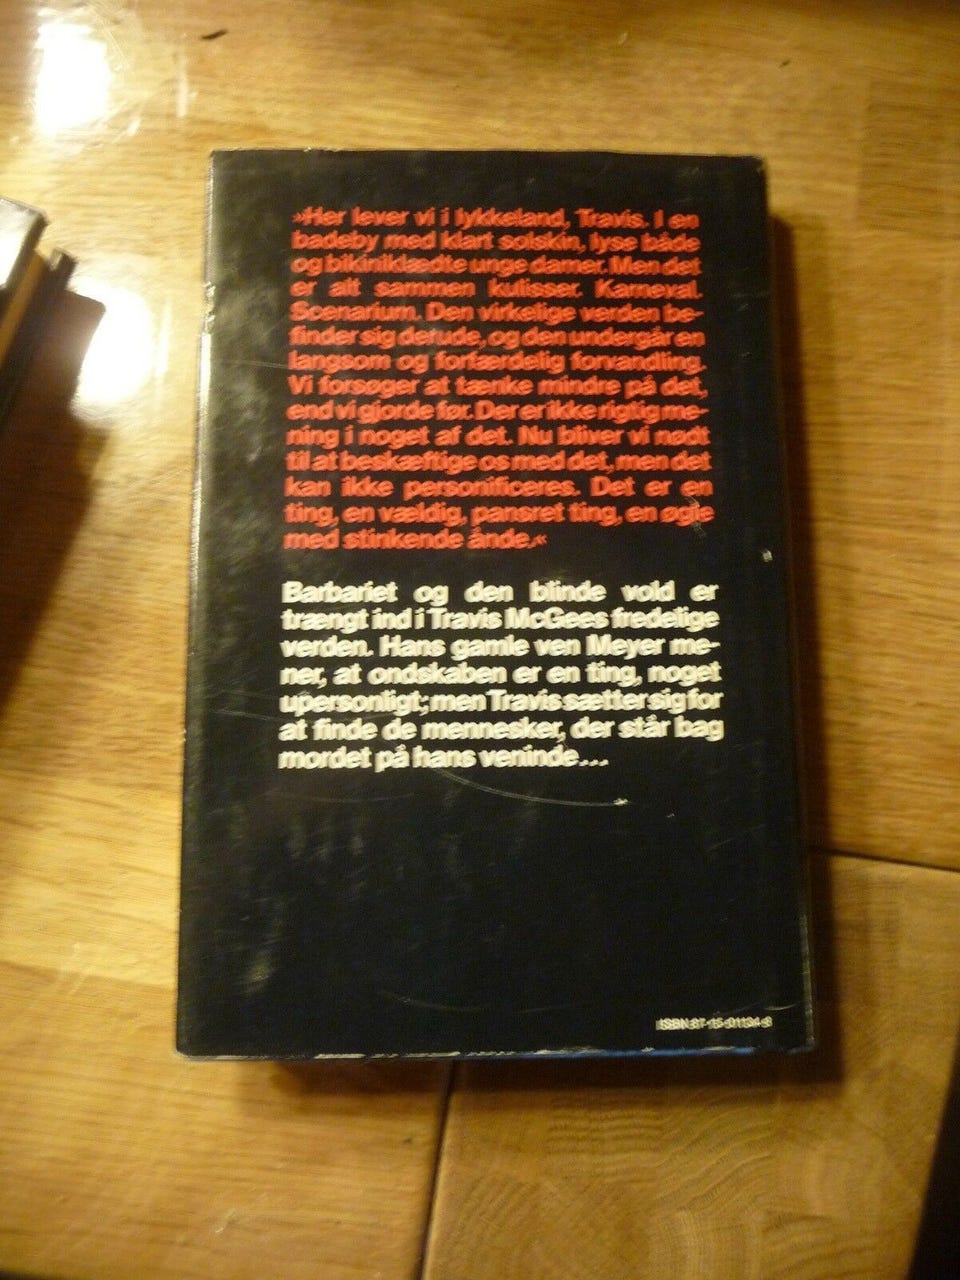 »Her lever vi i lykkeland, Travis. I en
badeby med klart solskin, lyse både
og bikiniklædte unge damer. Men det
er alt sammen kulisser. Karneval.
Scenarium. Den virkelige verden be-
finder sig derude, og den undergår en
langsom og forfærdelig forvandling.
Vi forsøger at tænke mindre på det,
end vi gjorde før. Der er ikke rigtig me-
ning i noget af det. Nu bliver vi nødt
til at beskæftige os med det, men det
kan ikke personificeres. Det er en
ting, en vældig, pansret ting, en øgle
med stinkende ånde.«
Barbariet og den blinde vold er
trængt ind i Travis McGees fredelige
verden. Hans gamle ven Meyer me-
ner, at ondskaben er en ting, noget
upersonligt; men Travis sætter sig for
at finde de mennesker, der står bag
mordet på hans veninde...
ISBN 87-15-01134-8